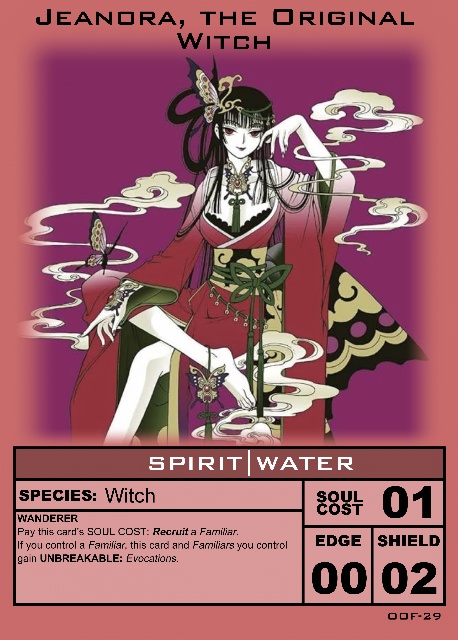 Jeanora, the Original
Witch
SPIRIT|WATER
SPECIES: Witch
SOUL COST 01
WANDERER
Pay this card's SOUL COST: Recruit a Familiar.
If you control a Familiar, this card and Familiars you control
gain UNBREAKABLE: Evocations.
EDGE SHIELD
00 02
OOF-29